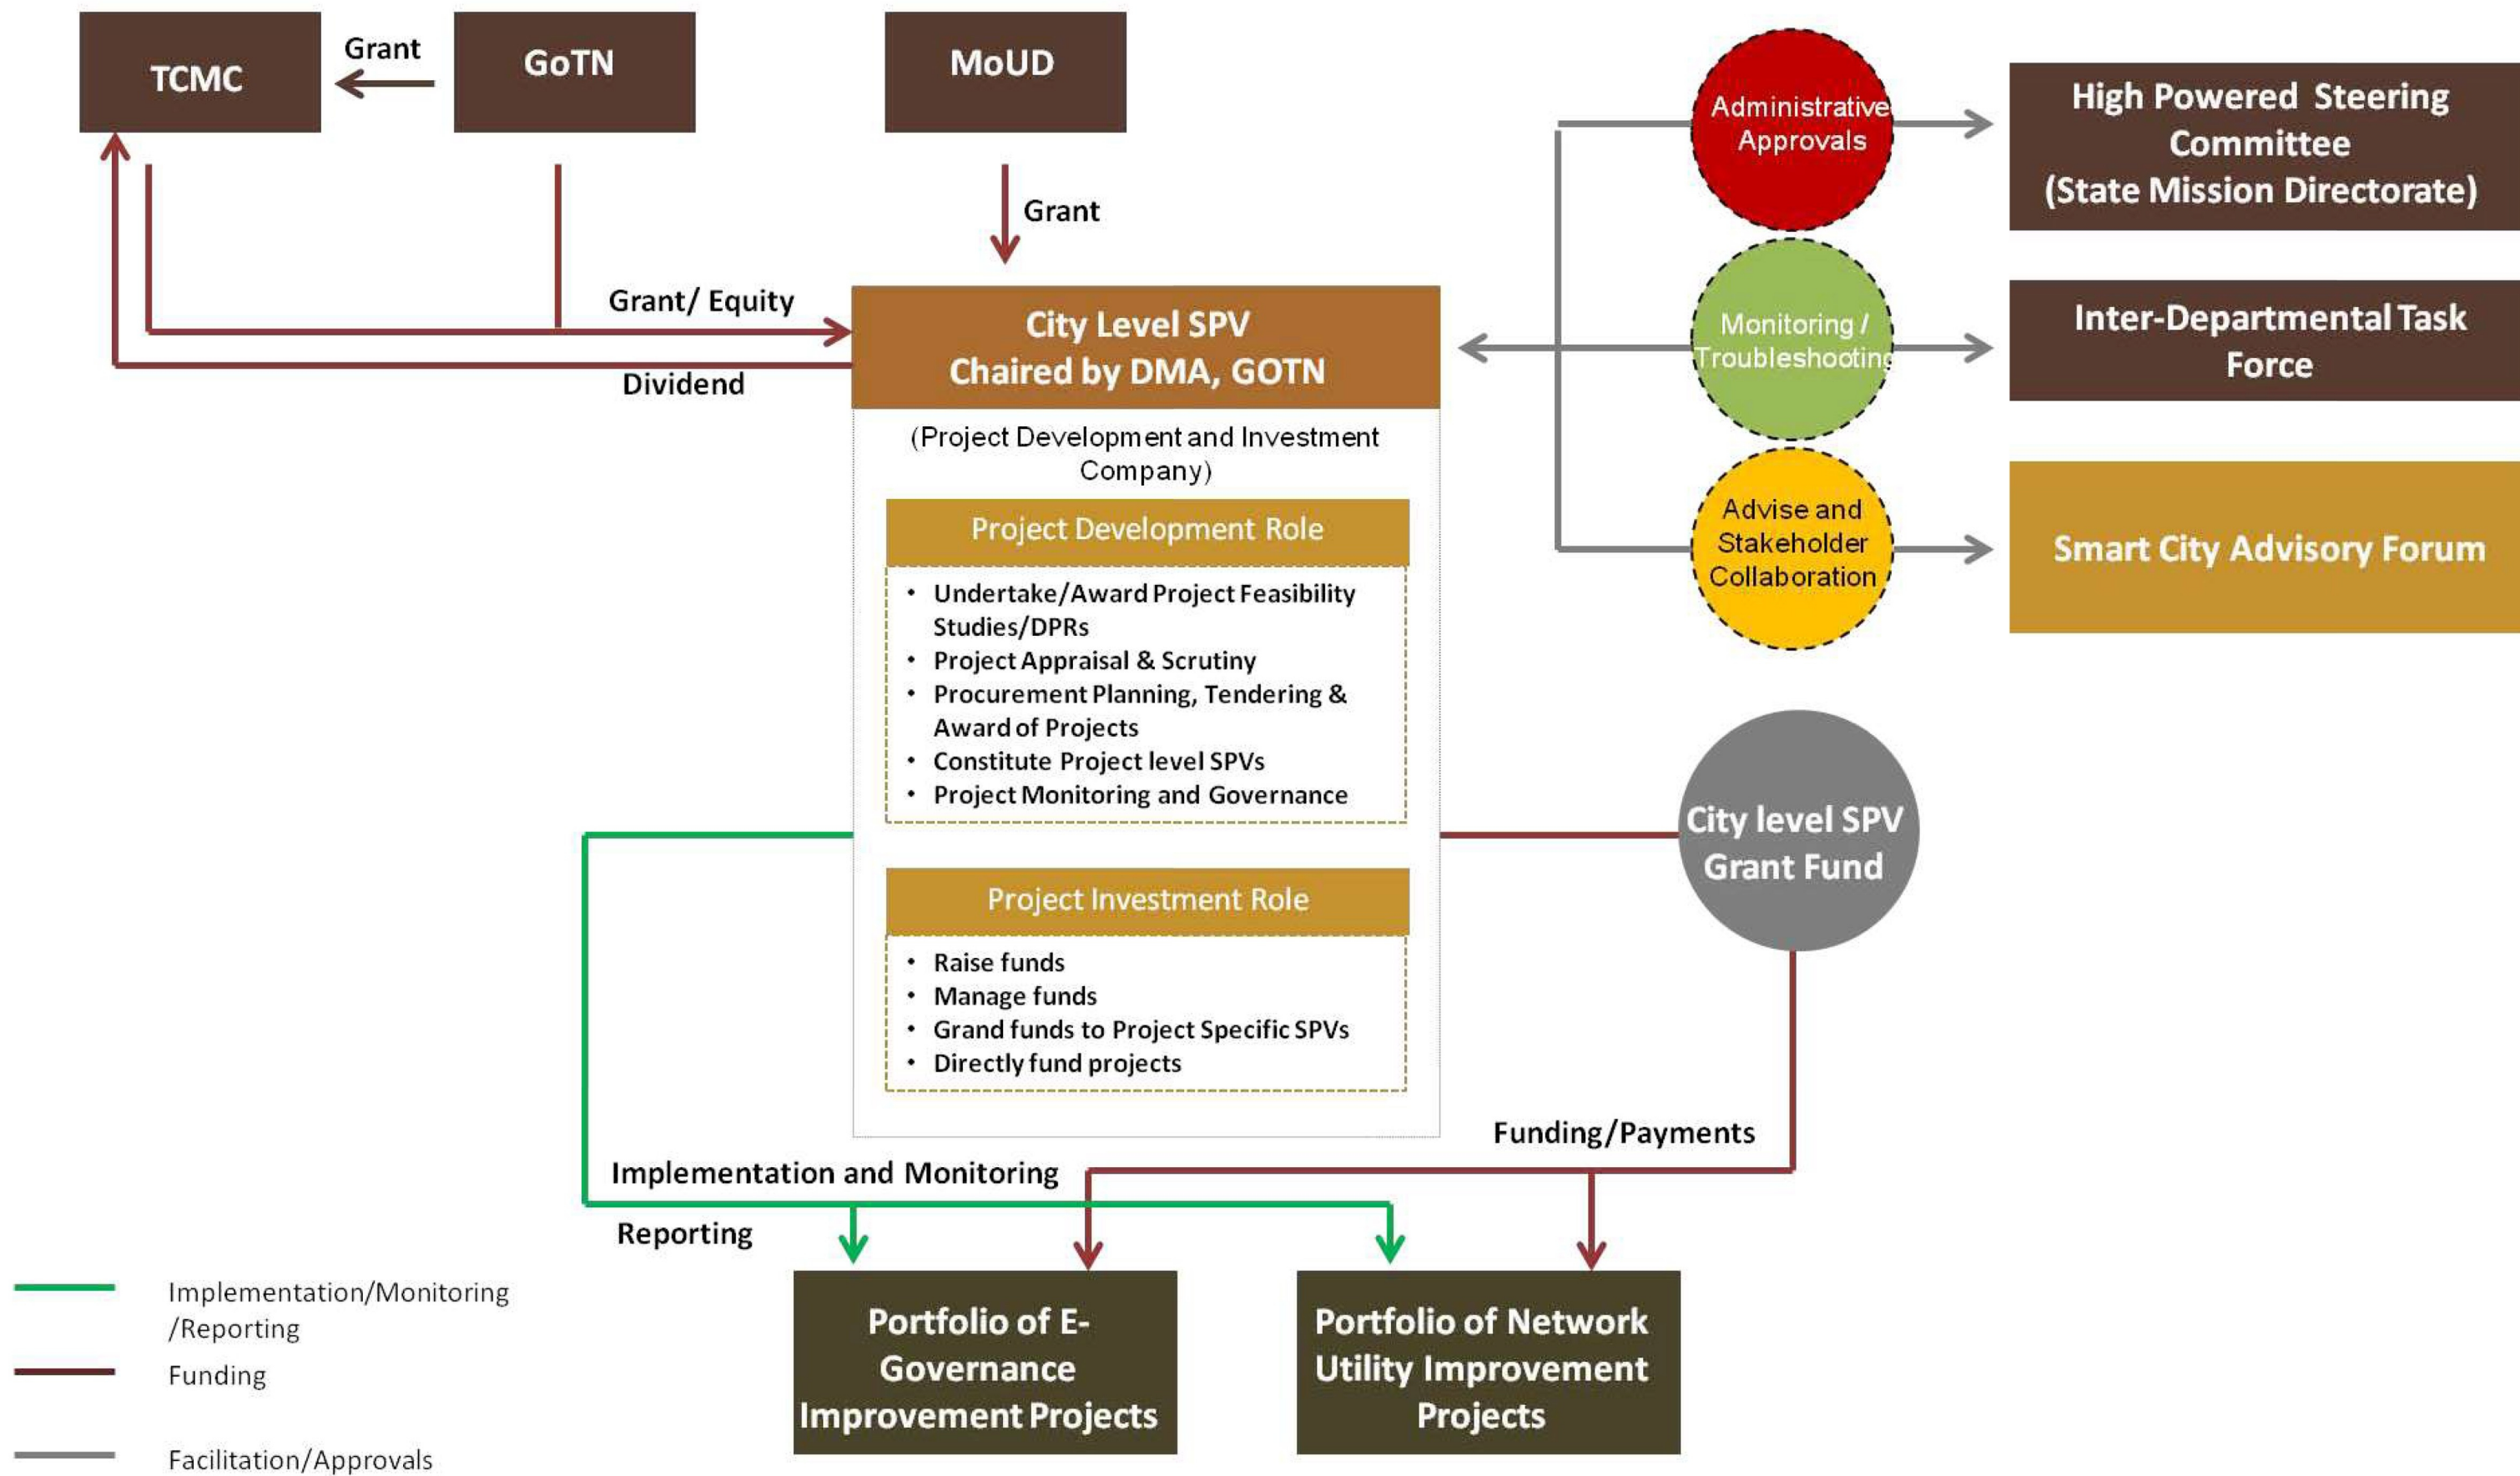 TCMC
Grant
GoTN
MoUD
Grant
Grant/ Equity
Dividend
City Level SPV
Chaired by DMA, GOTN
(Project Development and Investment
Company)
Project Development Role
• Undertake/Award Project Feasibility
Studies/DPRs
• Project Appraisal & Scrutiny
• Procurement Planning, Tendering &
Award of Projects
• Constitute Project level SPVs
• Project Monitoring and Governance
Project Investment Role
• Raise funds
• Manage funds
• Grand funds to Project Specific SPVs
• Directly fund projects
Administrative
Approvals
High Powered Steering
Committee
(State Mission Directorate)
Monitoring /
Troubleshooting
Inter-Departmental Task
Force
Advise and
Stakeholder
Collaboration
Smart City Advisory Forum
City level SPV
Grant Fund
Funding/Payments
Implementation and Monitoring
Reporting
Portfolio of E-
Governance
Improvement Projects
Portfolio of Network
Utility Improvement
Projects
Implementation/Monitoring
/Reporting
Funding
Facilitation/Approvals